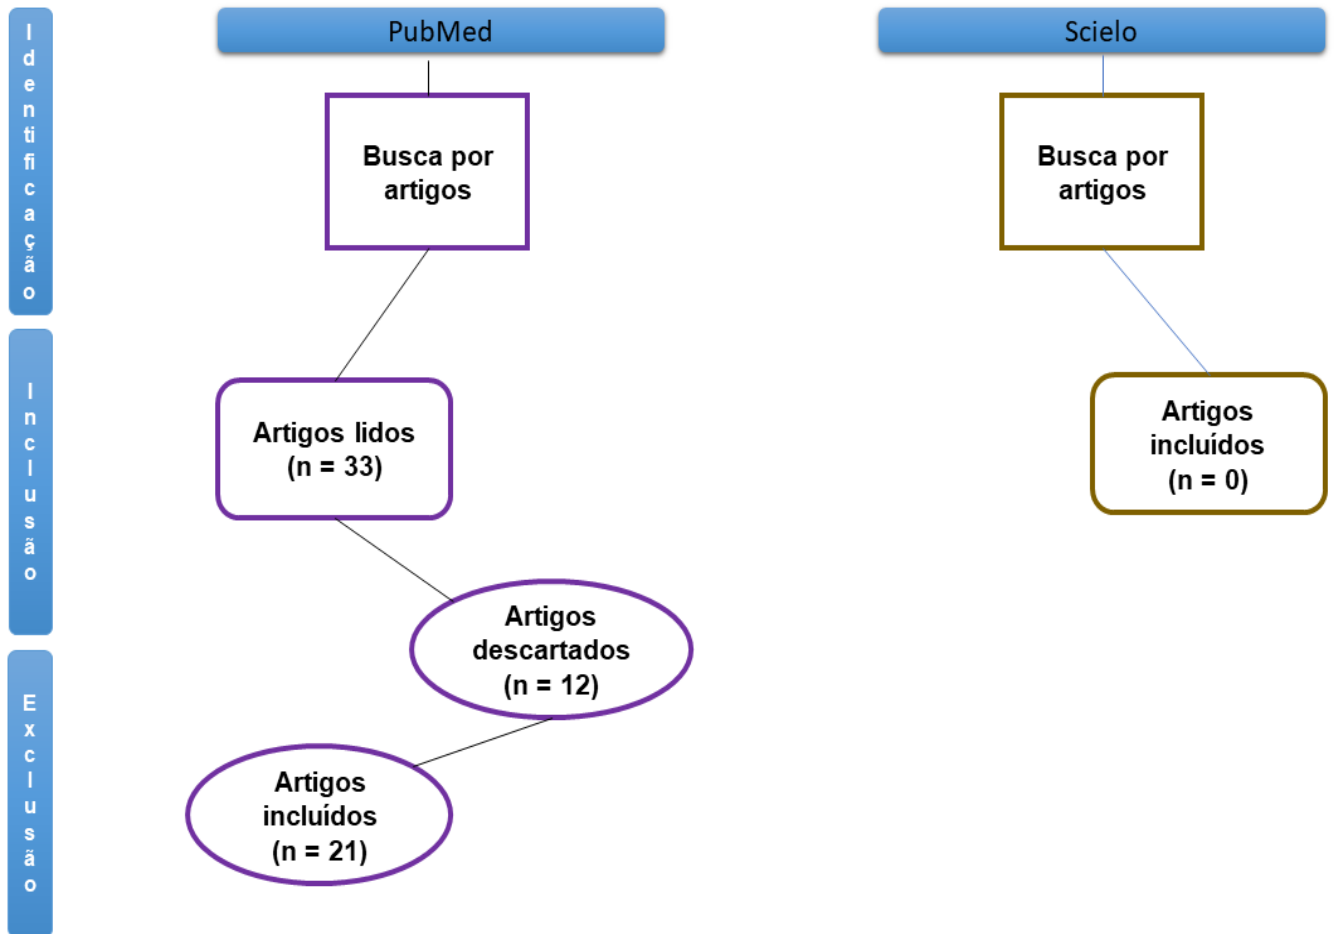 Identificação
PubMed
Scielo
Busca por
artigos
Busca por
artigos
Inclusão
Artigos lidos
(n = 33)
Artigos
incluídos
(n = 0)
Artigos
descartados
(n = 12)
Exclusão
Artigos
incluídos
(n = 21)